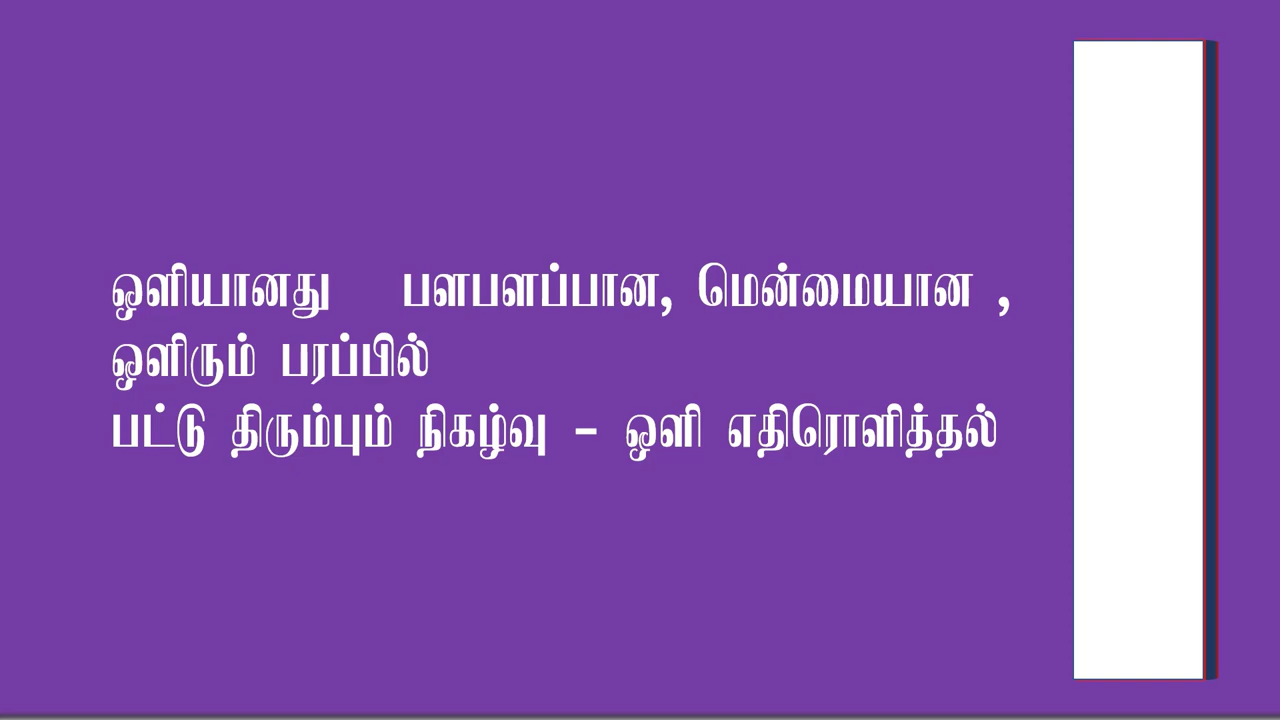 ஒளியானது பளபளப்பான, மென்மையான ,
ஒளிரும் பரப்பில்
பட்டு திரும்பும் நிகழ்வு - ஒளி எதிரொளித்தல்